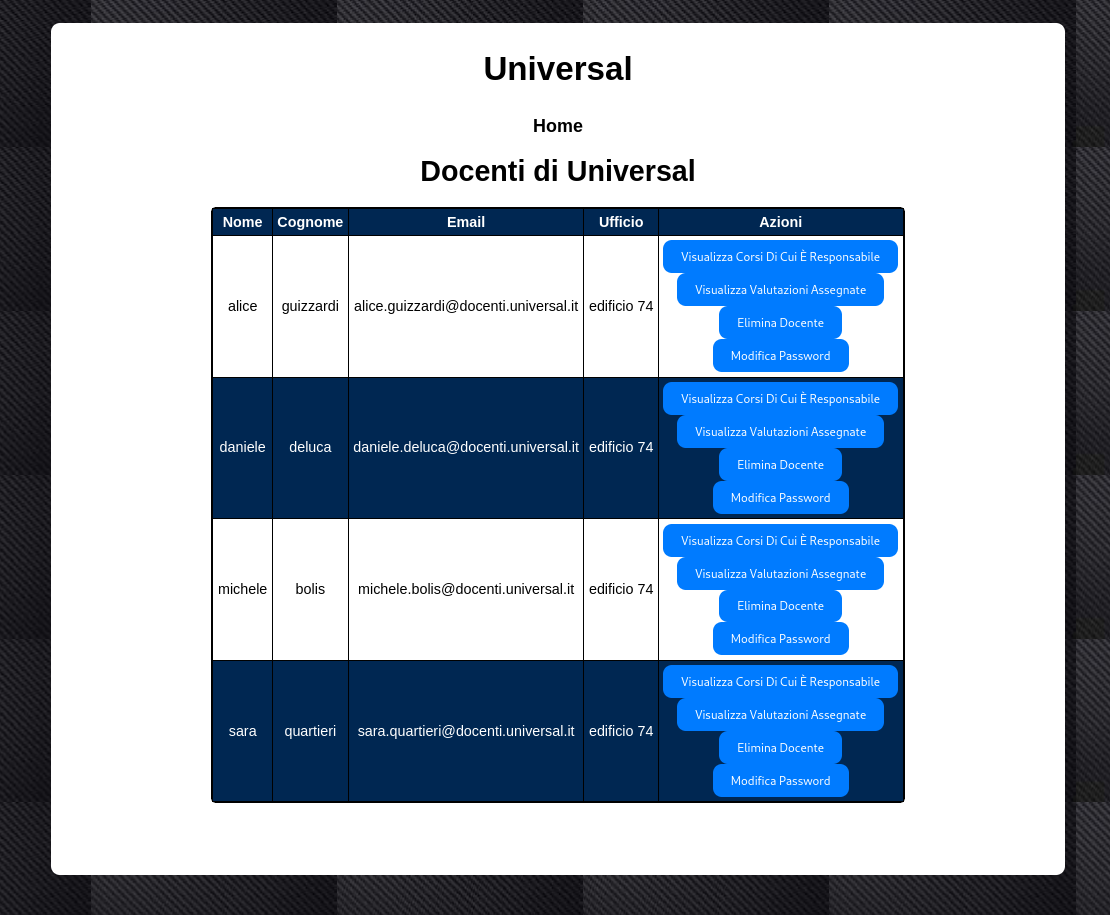 Universal
Home
Docenti di Universal
Nome Cognome Email Ufficio Azioni
Visualizza Corsi Di Cui È Responsabile
Visualizza Valutazioni Assegnate
alice guizzardi alice.guizzardi@docenti.universal.it edificio 74
Elimina Docente
Modifica Password
Visualizza Corsi Di Cui È Responsabile
Visualizza Valutazioni Assegnate
daniele deluca daniele.deluca@docenti.universal.it edificio 74
Elimina Docente
Modifica Password
Visualizza Corsi Di Cui È Responsabile
Visualizza Valutazioni Assegnate
michele bolis michele.bolis@docenti.universal.it edificio 74
Elimina Docente
Modifica Password
Visualizza Corsi Di Cui È Responsabile
Visualizza Valutazioni Assegnate
sara quartieri sara.quartieri@docenti.universal.it edificio 74
Elimina Docente
Modifica Password